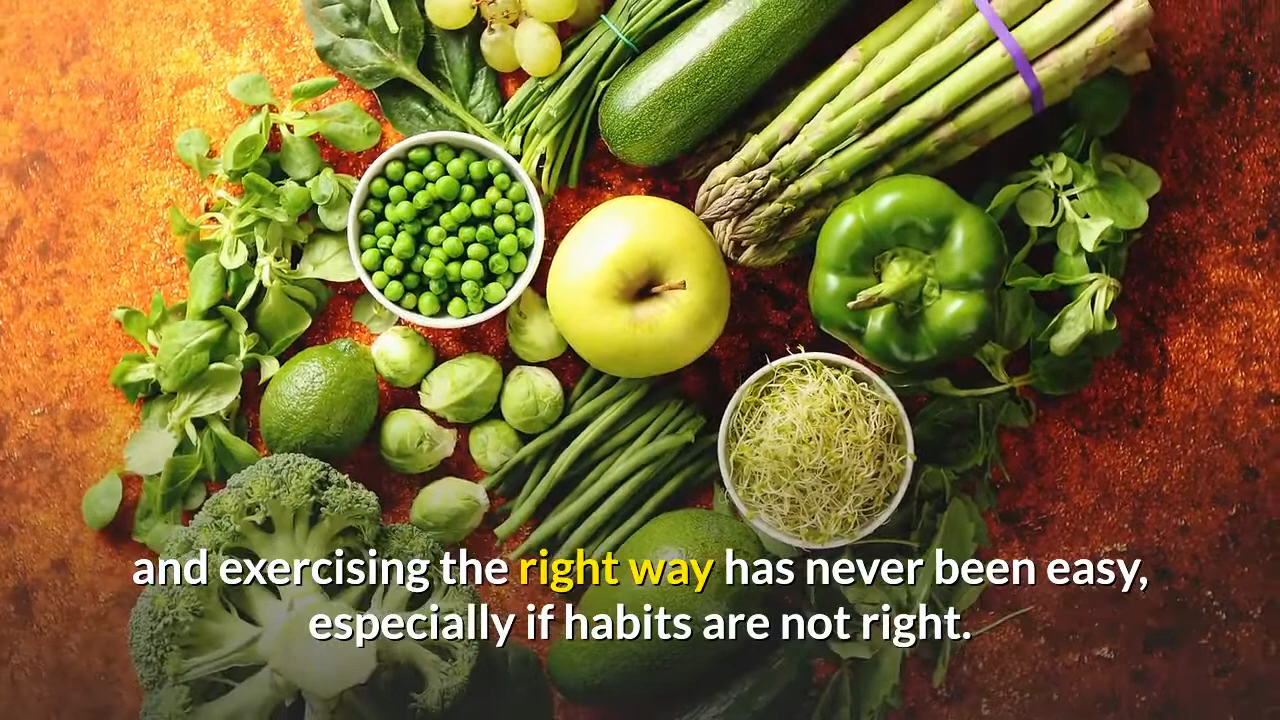 and exercising the right way has never been easy,
especially if habits are not right.